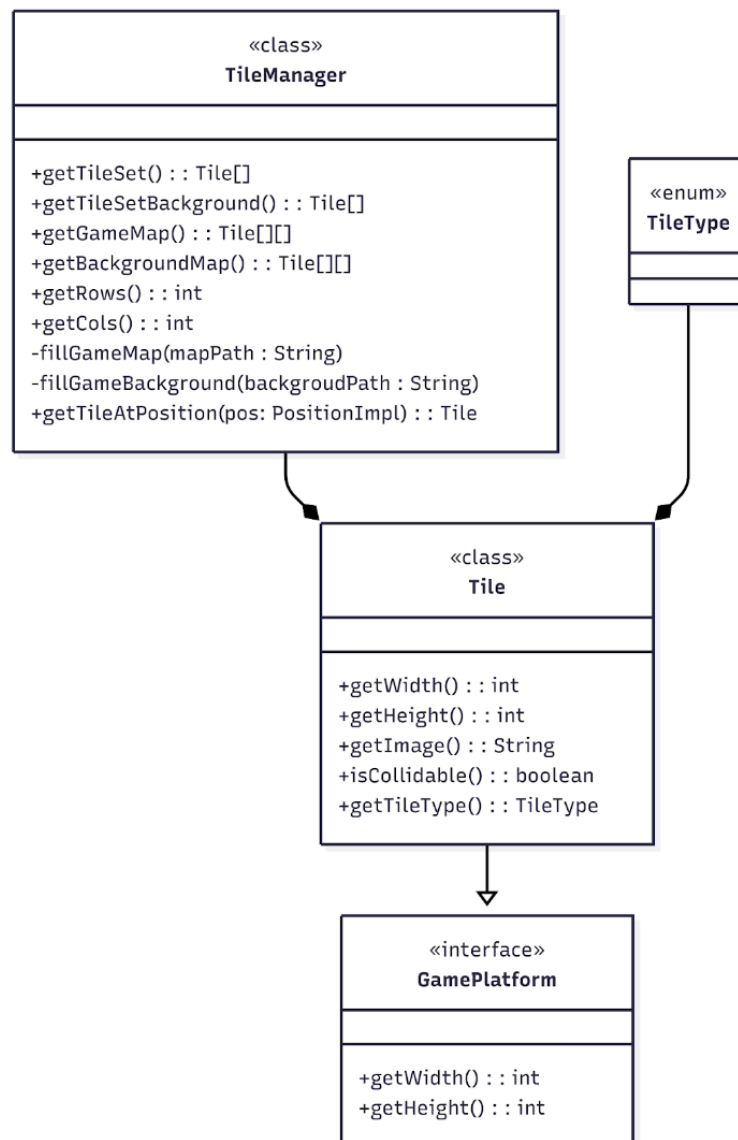 «class»
TileManager
+getTileSet() : : Tile[]
+getTileSetBackground() : : Tile[]
+getGameMap() : : Tile[][]
+getBackgroundMap() : : Tile[][]
+getRows() : : int
+getCols() : : int
-fillGameMap(mapPath : String)
-fillGameBackground(backgroudPath : String)
+getTileAtPosition(pos: PositionImpl) : : Tile
«enum»
TileType
«class»
Tile
+getWidth() : : int
+getHeight() : : int
+getImage() : : String
+isCollidable() : : boolean
+getTileType() : : TileType
«interface»
GamePlatform
+getWidth() : : int
+getHeight() : : int